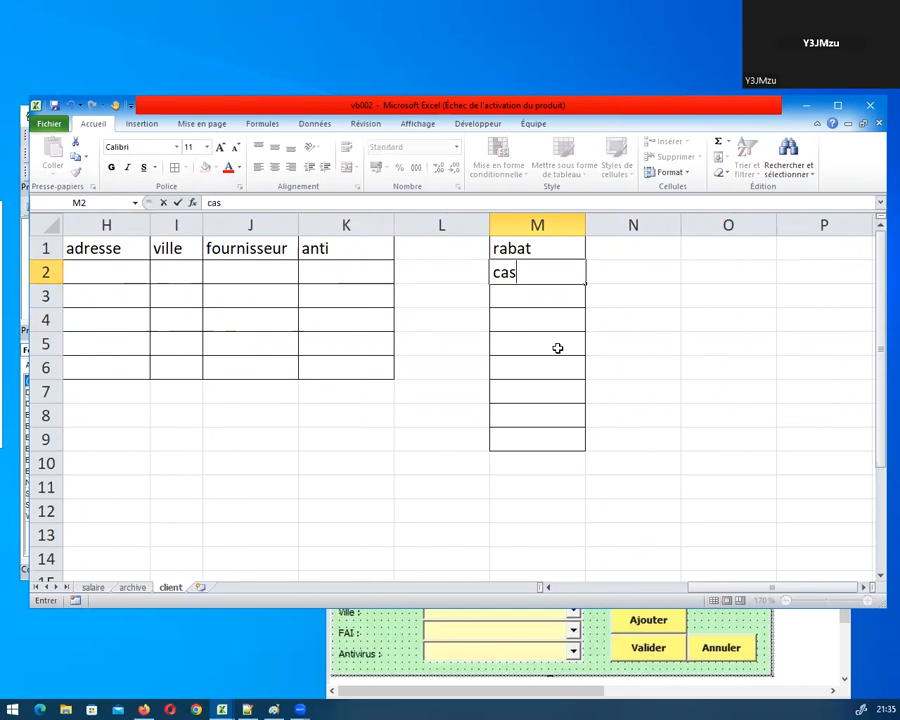 Y3JMzu
Y3JMzu
vb002 - Microsoft Excel (Échec de l'activation du produit)
Fichier Accueil Insertion Mise en page Formules Données Révision Affichage Développeur Équipe
Coller
Calibri 11
G I S
Standard
Mise en forme conditionnelle
Mettre sous forme de tableau
Styles de cellules
Insérer
Supprimer
Format
Trier et filtrer
Rechercher et sélectionner
Presse-papiers Police Alignement Nombre Style Cellules Édition
M2 fx cas
H I J K L M N O P
1 adresse ville fournisseur anti rabat
2 cas
3
4
5
6
7
8
9
10
11
12
13
14
salaire archive client
Entrer 170 %
Ville :
FAI :
Antivirus :
Ajouter
Valider Annuler
21:35